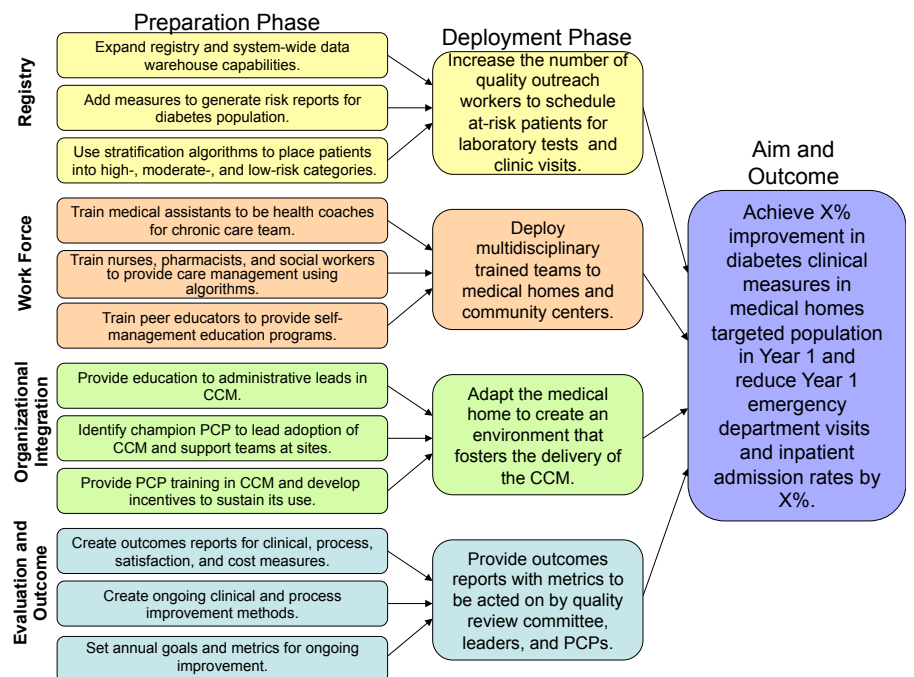 Preparation Phase
Registry
Expand registry and system-wide data
warehouse capabilities.
Add measures to generate risk reports for
diabetes population.
Use stratification algorithms to place patients
into high-, moderate-, and low-risk categories.
Work Force
Train medical assistants to be health coaches
for chronic care team.
Train nurses, pharmacists, and social workers
to provide care management using
algorithms.
Train peer educators to provide self-
management education programs.
Organizational
Integration
Provide education to administrative leads in
CCM.
Identify champion PCP to lead adoption of
CCM and support teams at sites.
Provide PCP training in CCM and develop
incentives to sustain its use.
Evaluation and
Outcome
Create outcomes reports for clinical, process,
satisfaction, and cost measures.
Create ongoing clinical and process
improvement methods.
Set annual goals and metrics for ongoing
improvement.
Deployment Phase
Increase the number of
quality outreach
workers to schedule
at-risk patients for
laboratory tests and
clinic visits.
Deploy
multidisciplinary
trained teams to
medical homes and
community centers.
Adapt the medical
home to create an
environment that
fosters the delivery
of the CCM.
Provide outcomes
reports with metrics to
be acted on by quality
review committee,
leaders, and PCPs.
Aim and
Outcome
Achieve X%
improvement in
diabetes clinical
measures in
medical homes
targeted population
in Year 1 and
reduce Year 1
emergency
department visits
and inpatient
admission rates by
X%.